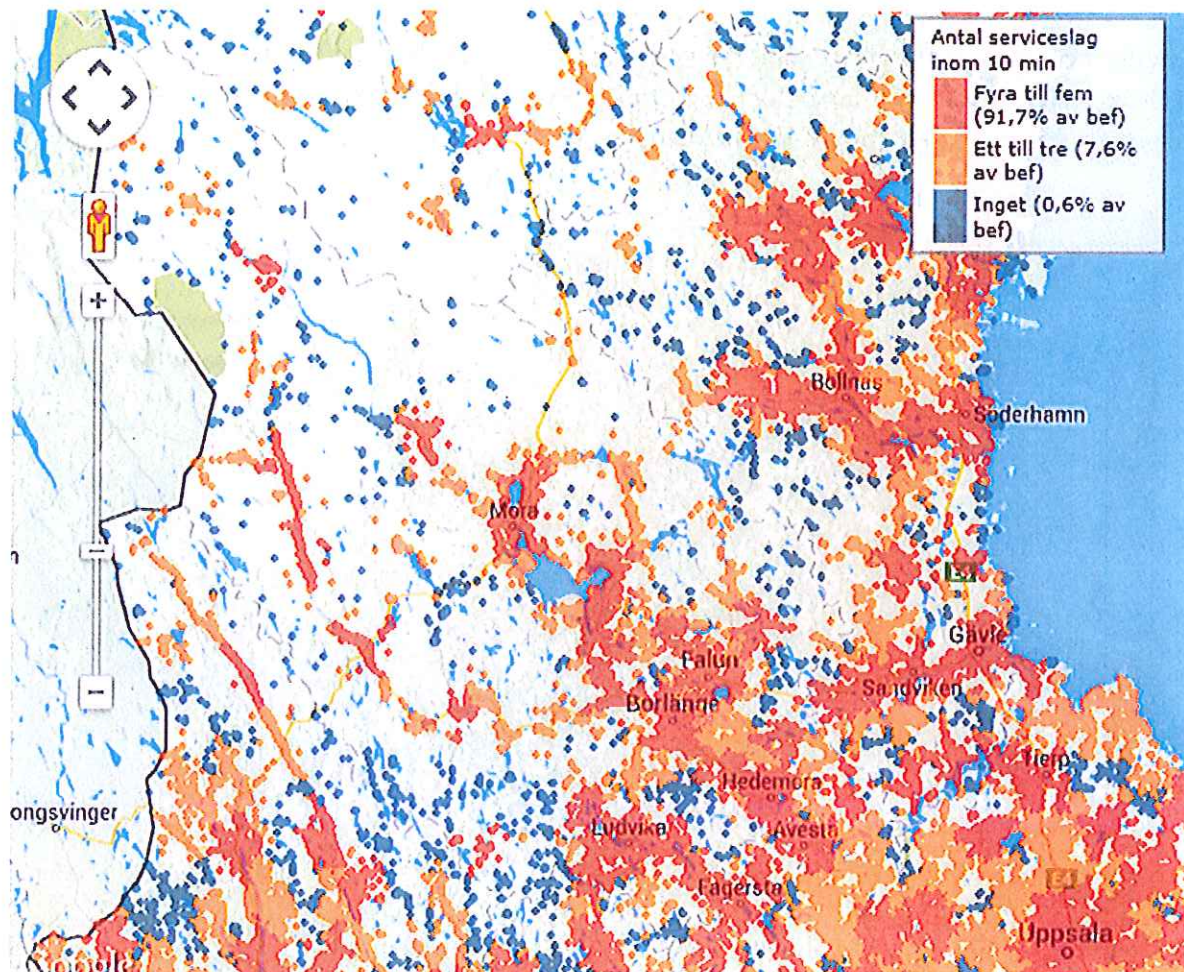 Antal serviceslag
inom 10 min
Fyra till fem
(91,7% av bef)
Ett till tre (7,6%
av bef)
Inget (0,6% av
bef)
Bollnäs
Söderhamn
Mora
Gävle
Falun
Sandviken
Borlänge
Tierp
Hedemora
ongsvinger
Ludvika
Avesta
Fagersta
Uppsala
Google